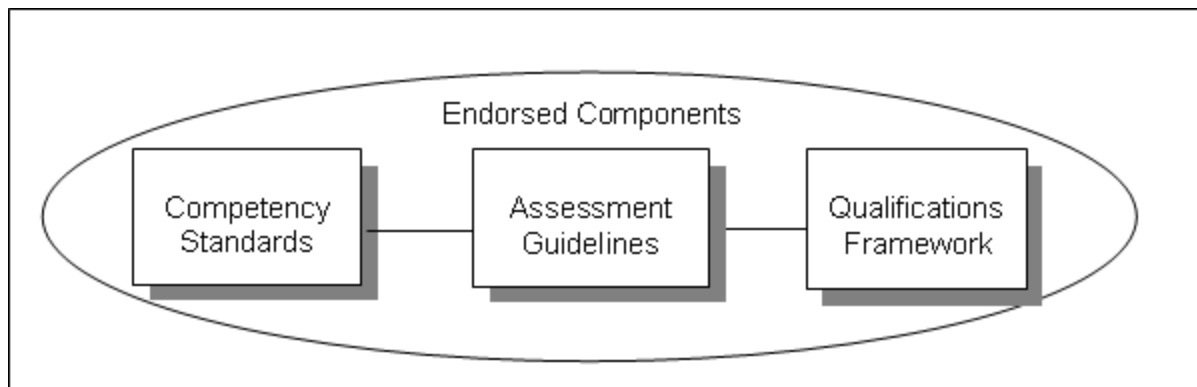 Endorsed Components
Competency
Standards
Assessment
Guidelines
Qualifications
Framework